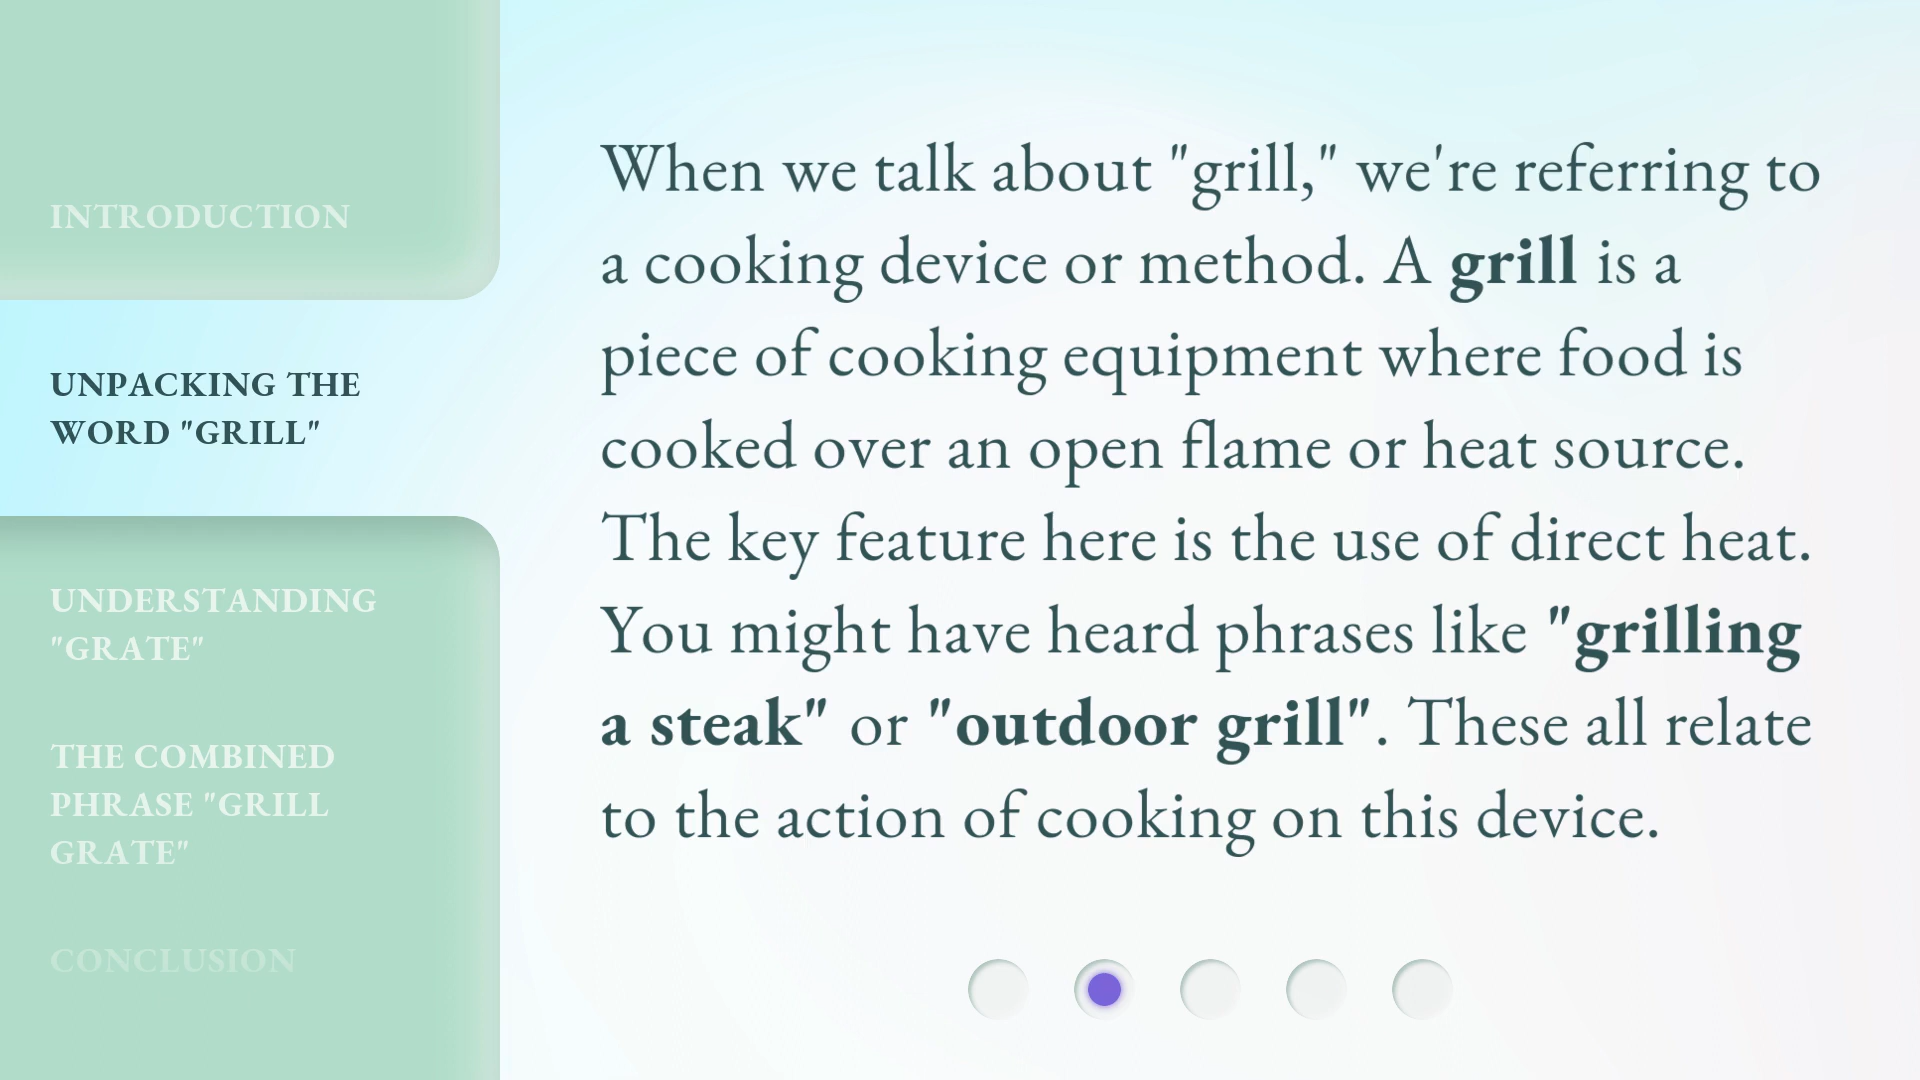 INTRODUCTION
UNPACKING THE
WORD "GRILL"
UNDERSTANDING
"GRATE"
THE COMBINED
PHRASE "GRILL
GRATE"
CONCLUSION
When we talk about "grill," we're referring to
a cooking device or method. A grill is a
piece of cooking equipment where food is
cooked over an open flame or heat source.
The key feature here is the use of direct heat.
You might have heard phrases like "grilling
a steak" or "outdoor grill". These all relate
to the action of cooking on this device.